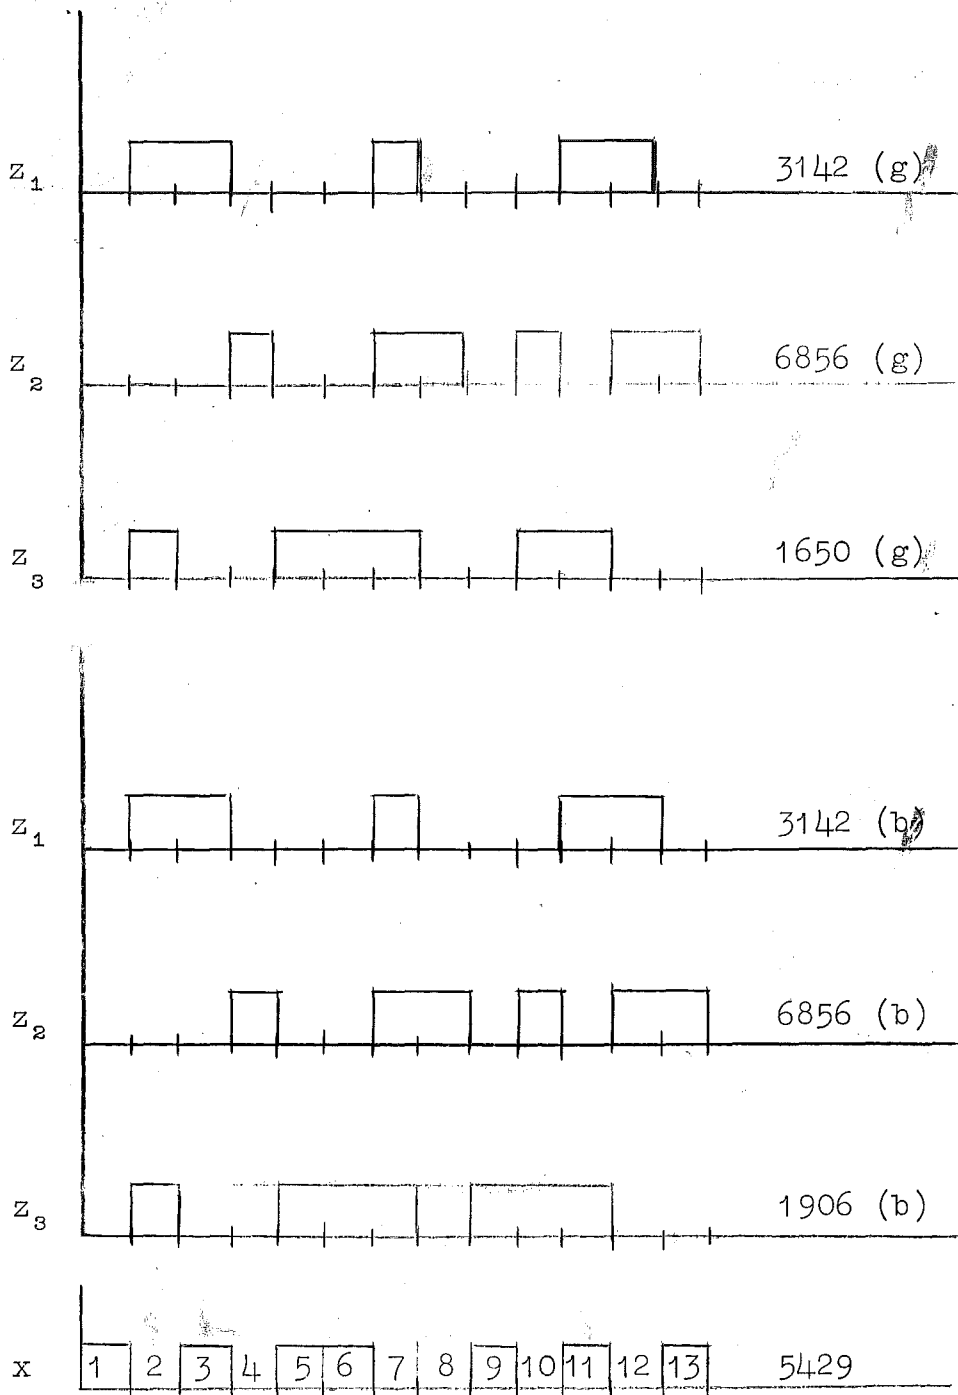 Z1 3142 (g)
Z2 6856 (g)
Z3 1650 (g)
Z1 3142 (b)
Z2 6856 (b)
Z3 1906 (b)
X 1 2 3 4 5 6 7 8 9 10 11 12 13 5429